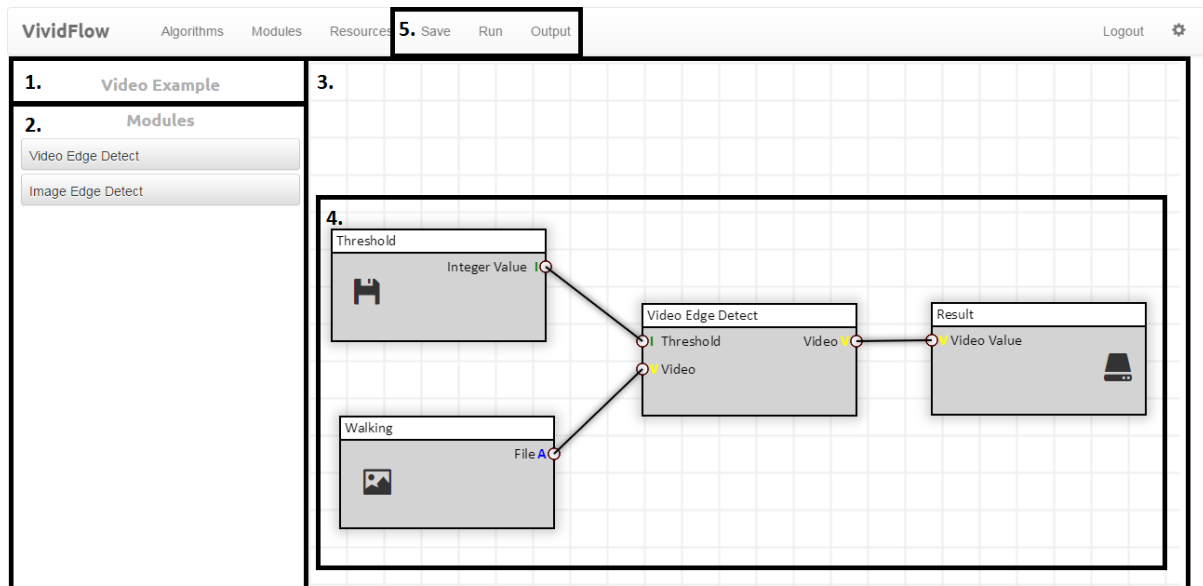 VividFlow Algorithms Modules Resources 5. Save Run Output Logout
1. Video Example
2. Modules
Video Edge Detect
Image Edge Detect
3.
4.
Threshold
Integer Value I
Video Edge Detect
I Threshold Video V
V Video
Result
V Video Value
Walking
File A